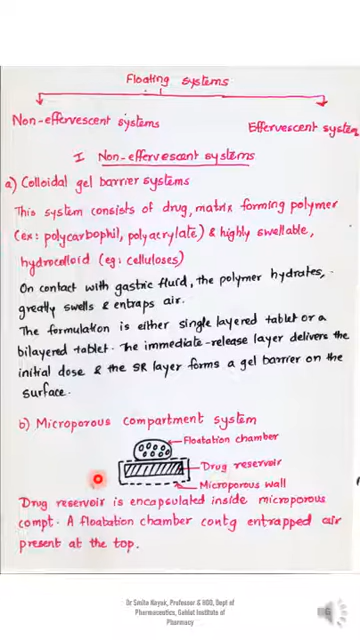 Floating systems
Non-effervescent systems
Effervescent system
I Non-effervescent systems
a) Colloidal gel barrier systems
This system consists of drug, matrix forming polymer
(ex: polycarbophil, polyacrylate) & highly swellable,
hydrocolloid (eg: celluloses)
On contact with gastric fluid, the polymer hydrates,
greatly swells & entraps air.
The formulation is either single layered tablet or a
bilayered tablet. The immediate-release layer delivers the
initial dose & the SR layer forms a gel barrier on the
surface.
b) Microporous compartment system
Floatation chamber
Drug reservoir
Microporous wall
Drug reservoir is encapsulated inside microporous
compt. A floatation chamber contg entrapped air
present at the top.
Dr Smita Nayak, Professor & HOD, Dept of
Pharmaceutics, Gahlot Institute of
Pharmacy